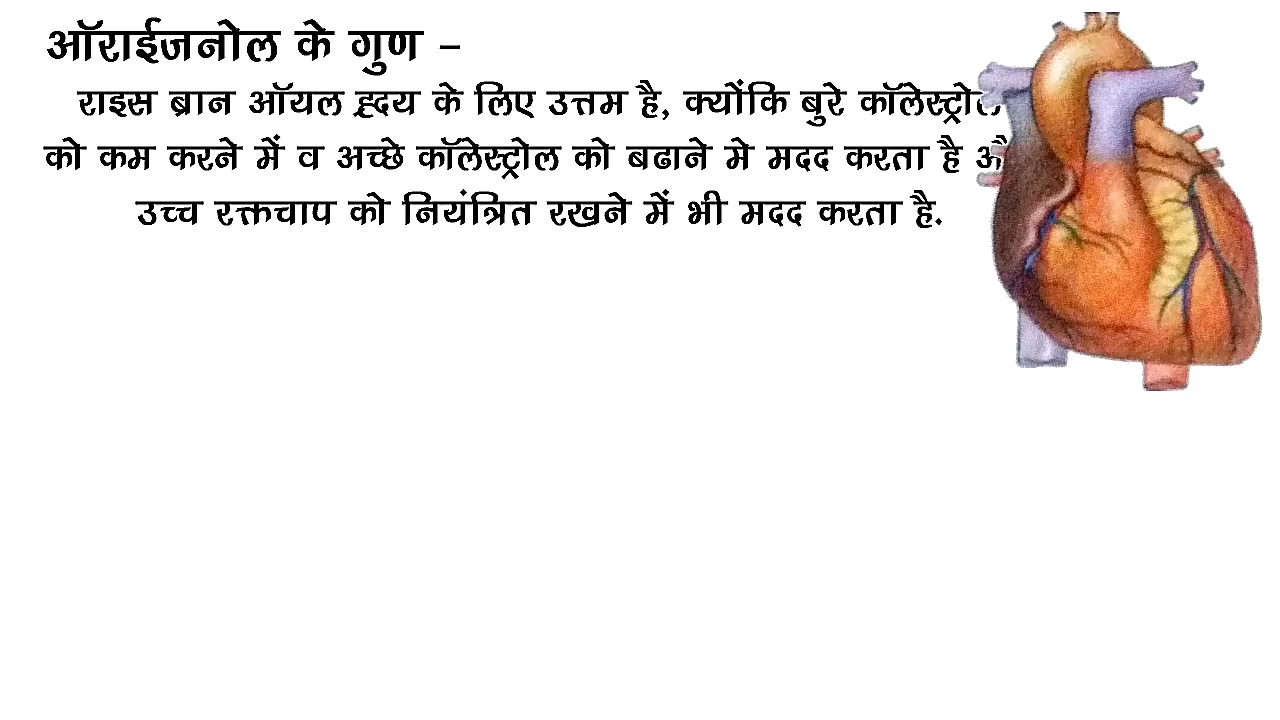 ऑराईजनोल के गुण –
राइस ब्रान ऑयल ह्रदय के लिए उत्तम है, क्योंकि बुरे कॉलेस्ट्रोल
को कम करने में व अच्छे कॉलेस्ट्रोल को बढाने मे मदद करता है
उच्च रक्तचाप को नियंत्रित रखने में भी मदद करता है.